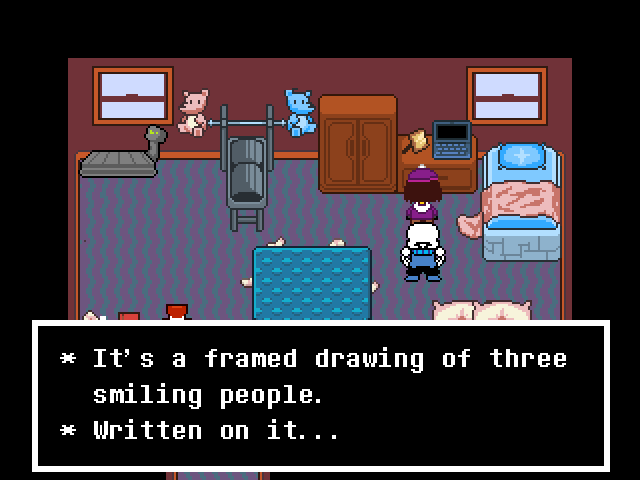 * It's a framed drawing of three
smiling people.
* Written on it...